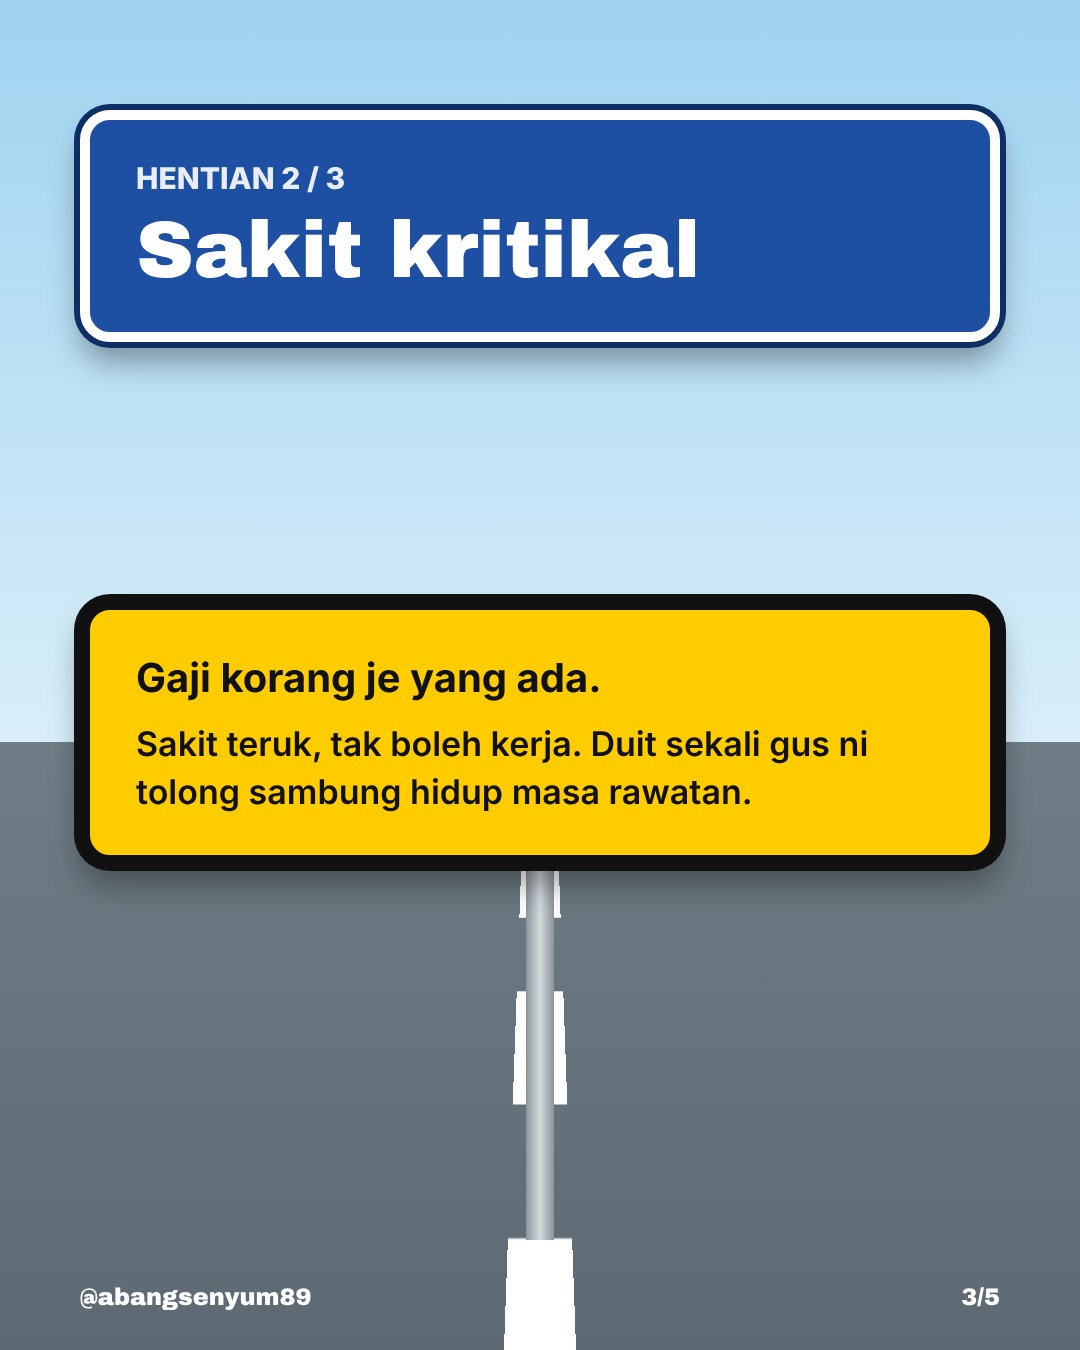 HENTIAN 2 / 3
Sakit kritikal
Gaji korang je yang ada.
Sakit teruk, tak boleh kerja. Duit sekali gus ni
tolong sambung hidup masa rawatan.
@abangsenyum89
3/5